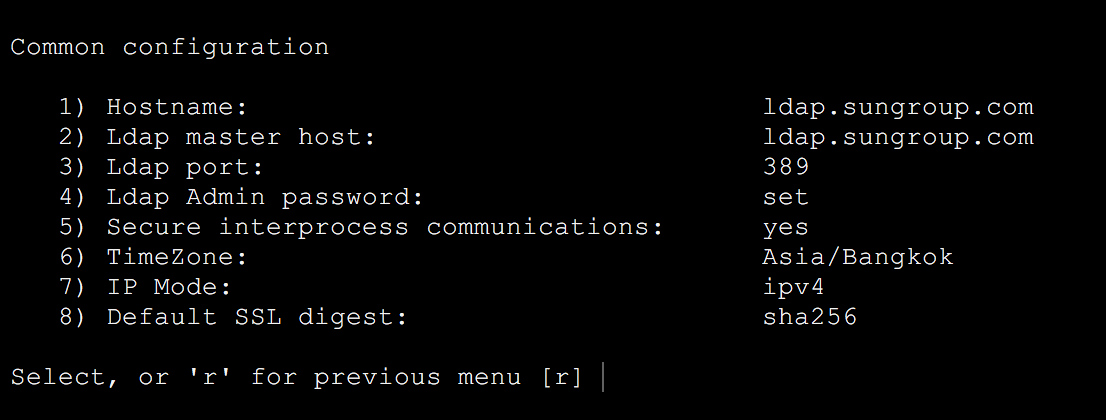 Common configuration
1) Hostname: ldap.sungroup.com
2) Ldap master host: ldap.sungroup.com
3) Ldap port: 389
4) Ldap Admin password: set
5) Secure interprocess communications: yes
6) TimeZone: Asia/Bangkok
7) IP Mode: ipv4
8) Default SSL digest: sha256
Select, or 'r' for previous menu [r]